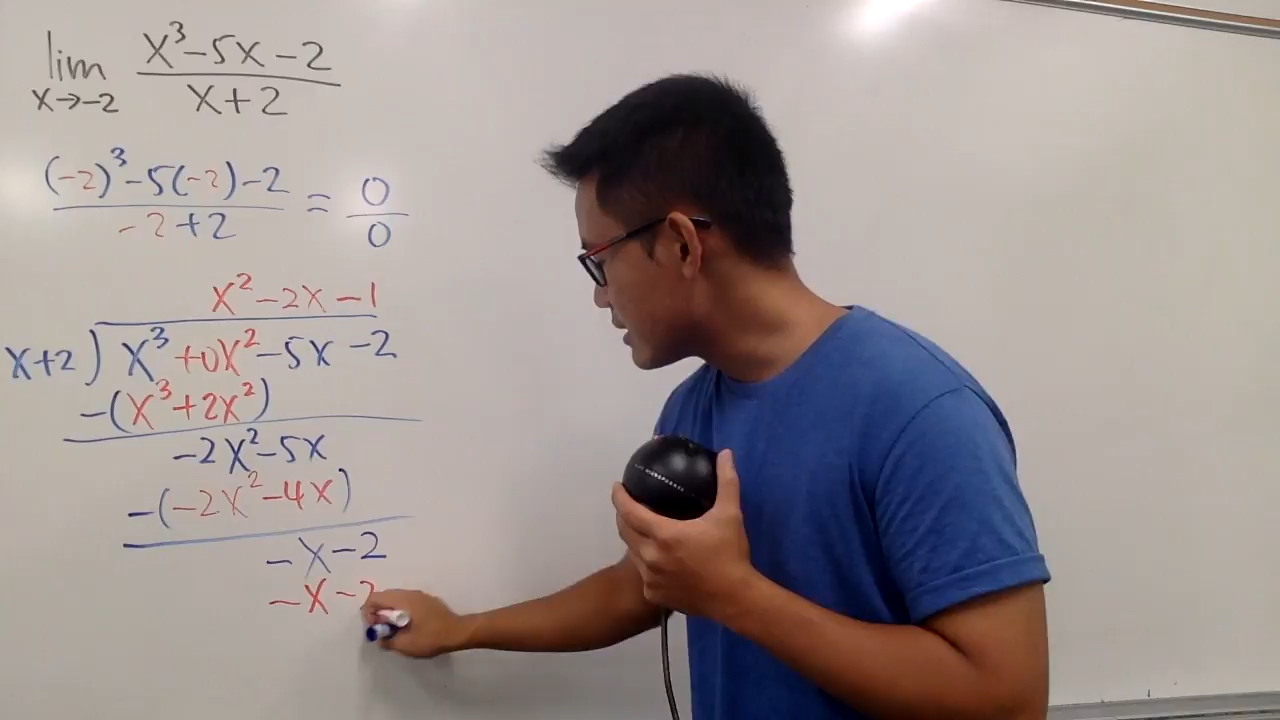 lim x→-2 (x³-5x-2)/(x+2)
((-2)³-5(-2)-2)/(-2+2) = 0/0
x²-2x-1
x+2)x³+0x²-5x-2
-(x³+2x²)
-2x²-5x
-(-2x²-4x)
-x-2
-x-2